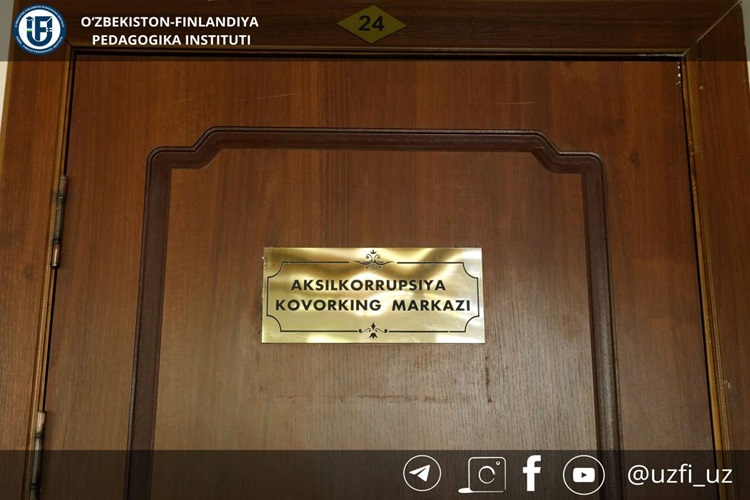 O‘ZBEKISTON-FINLANDIYA
PEDAGOGIKA INSTITUTI
24
AKSILKORRUPSIYA
KOVORKING MARKAZI
@uzfi_uz